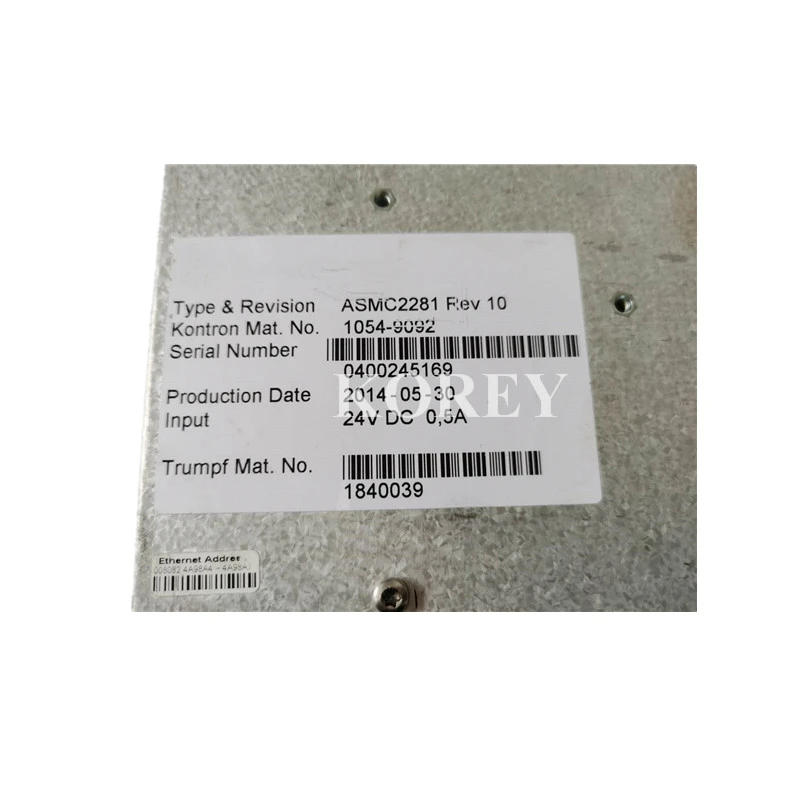 Type & Revision ASMC2281 Rev 10
Kontron Mat. No. 1054-9092
Serial Number
0400245169
KOREY
Production Date 2014-05-30
Input 24V DC 0,5A
Trumpf Mat. No.
1840039
Ethernet Addres